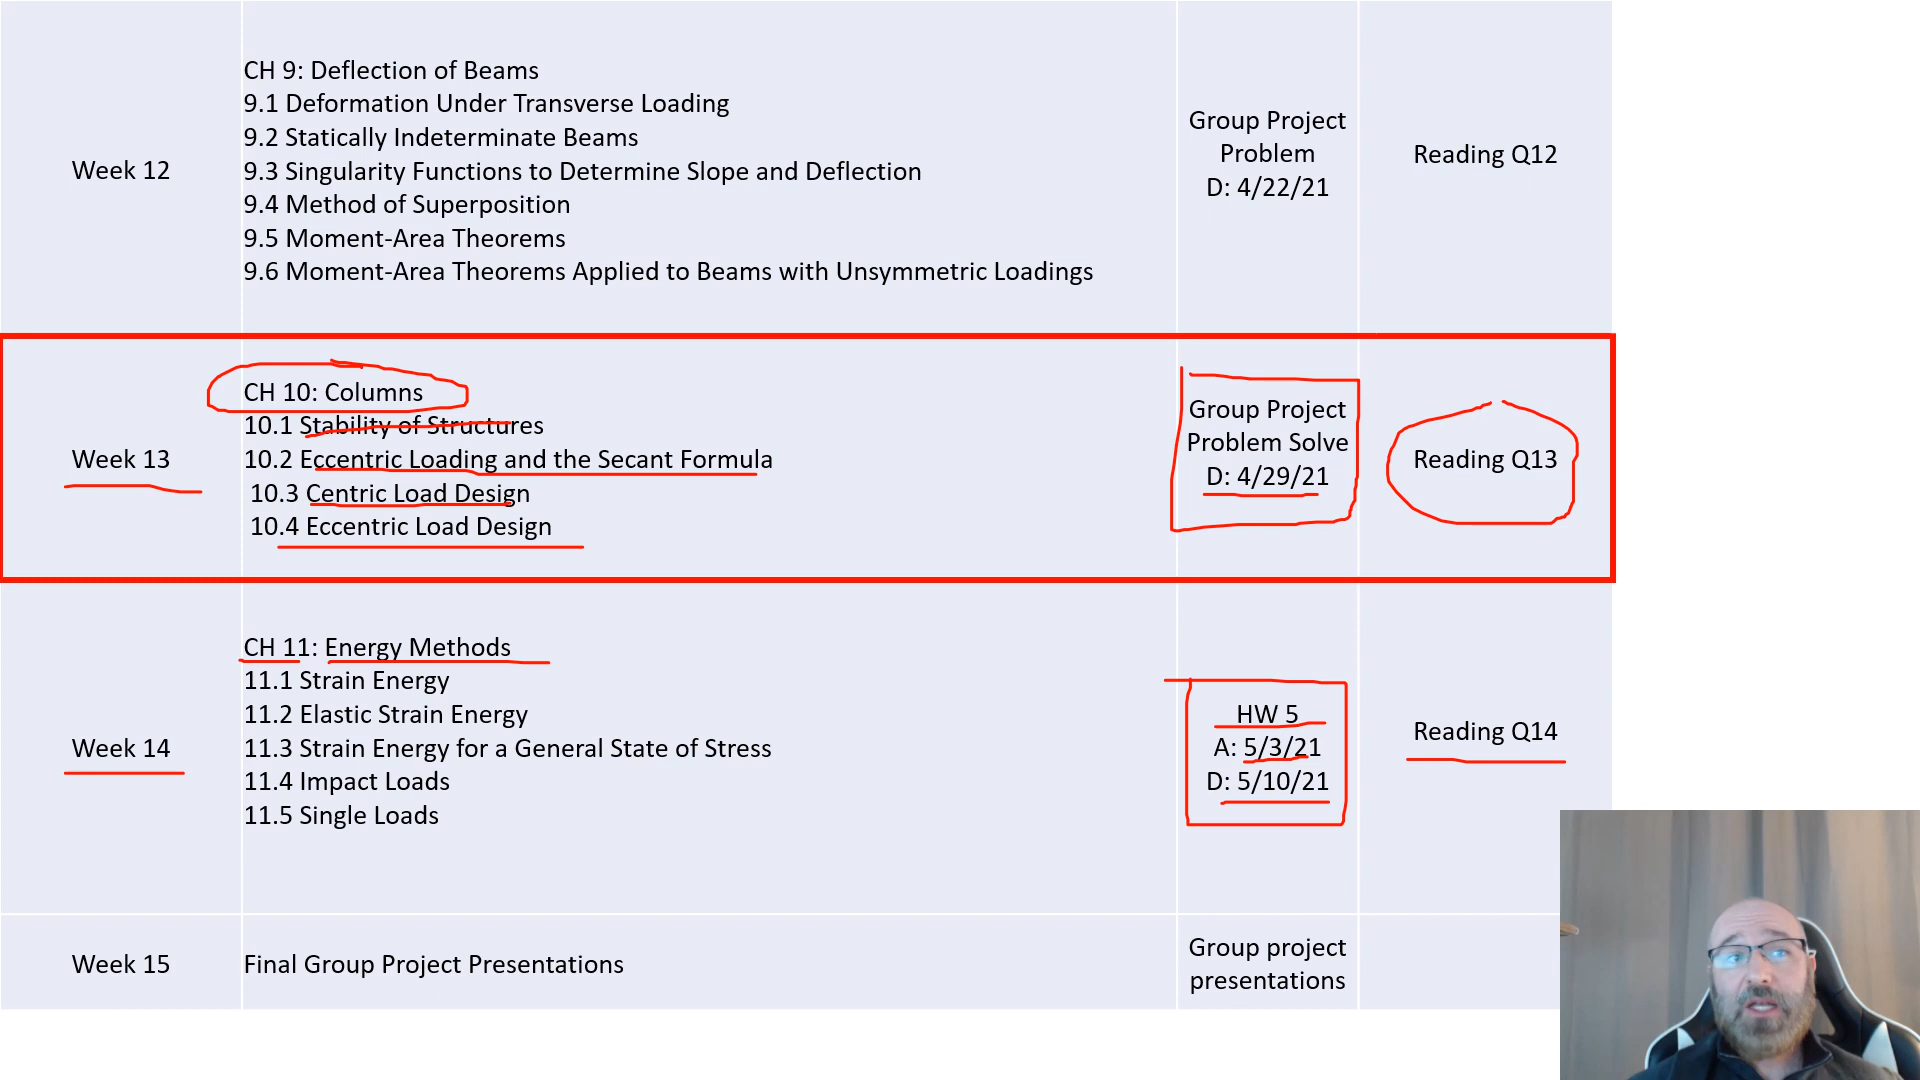 Week 12
CH 9: Deflection of Beams
9.1 Deformation Under Transverse Loading
9.2 Statically Indeterminate Beams
9.3 Singularity Functions to Determine Slope and Deflection
9.4 Method of Superposition
9.5 Moment-Area Theorems
9.6 Moment-Area Theorems Applied to Beams with Unsymmetric Loadings
Group Project
Problem
D: 4/22/21
Reading Q12
Week 13
CH 10: Columns
10.1 Stability of Structures
10.2 Eccentric Loading and the Secant Formula
10.3 Centric Load Design
10.4 Eccentric Load Design
Group Project
Problem Solve
D: 4/29/21
Reading Q13
Week 14
CH 11: Energy Methods
11.1 Strain Energy
11.2 Elastic Strain Energy
11.3 Strain Energy for a General State of Stress
11.4 Impact Loads
11.5 Single Loads
HW 5
A: 5/3/21
D: 5/10/21
Reading Q14
Week 15
Final Group Project Presentations
Group project
presentations